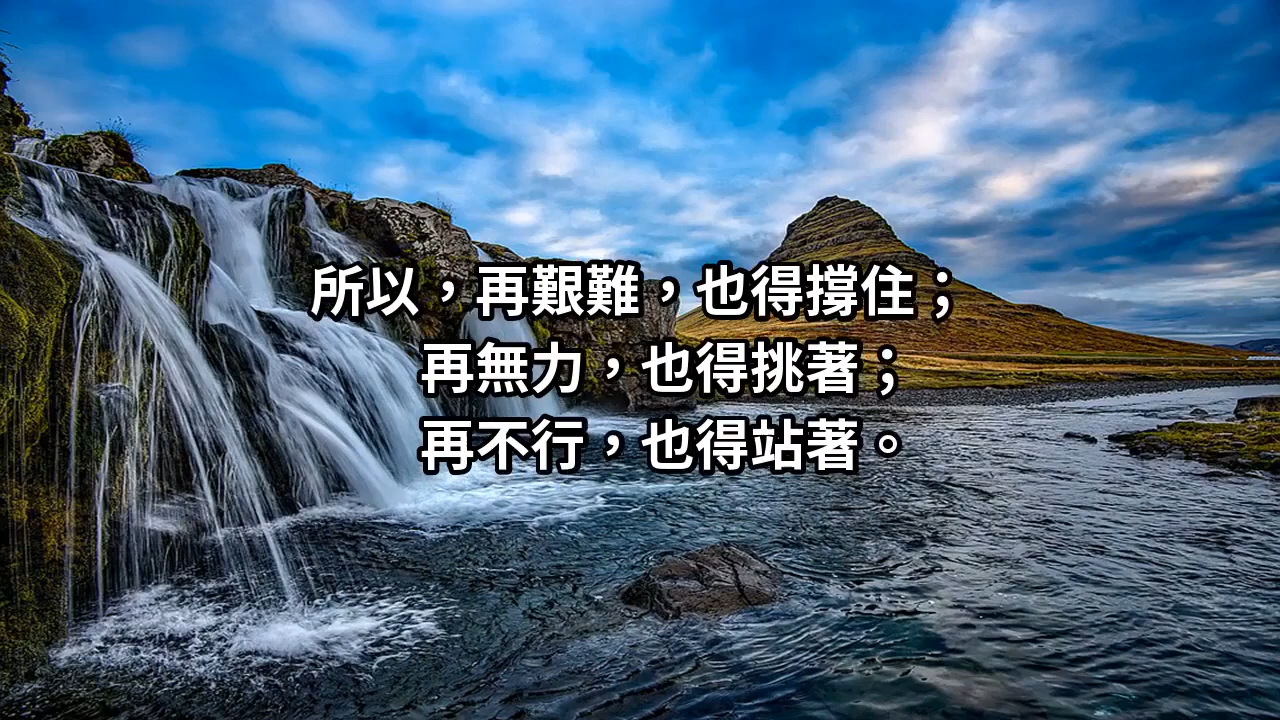 所以，再艱難，也得撐住；
再無力，也得挑著；
再不行，也得站著。